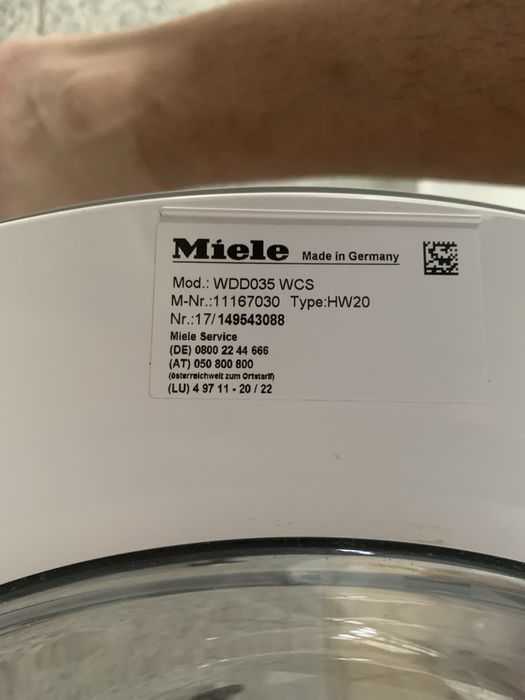 Miele Made in Germany
Mod.: WDD035 WCS
M-Nr.:11167030 Type:HW20
Nr.:17/149543088
Miele Service
(DE) 0800 22 44 666
(AT) 050 800 800
(österreichweit zum Ortstarif)
(LU) 4 97 11 - 20 / 22